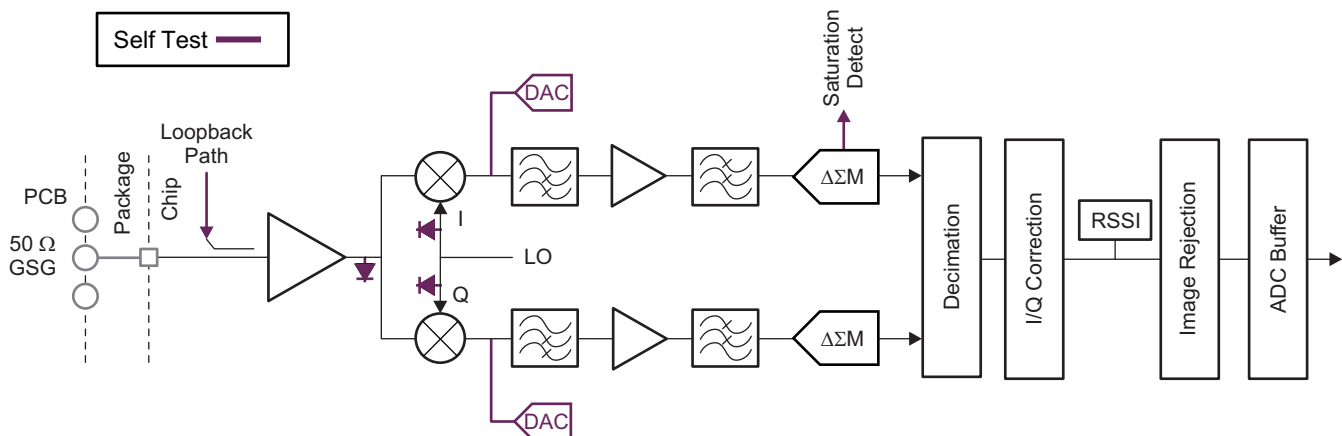 Self Test
DAC
Saturation
Detect
Loopback
Path
PCB
Package
Chip
50 Ω
GSG
I
LO
Q
ΔΣM
ΔΣM
DAC
Decimation
I/Q Correction
RSSI
Image Rejection
ADC Buffer